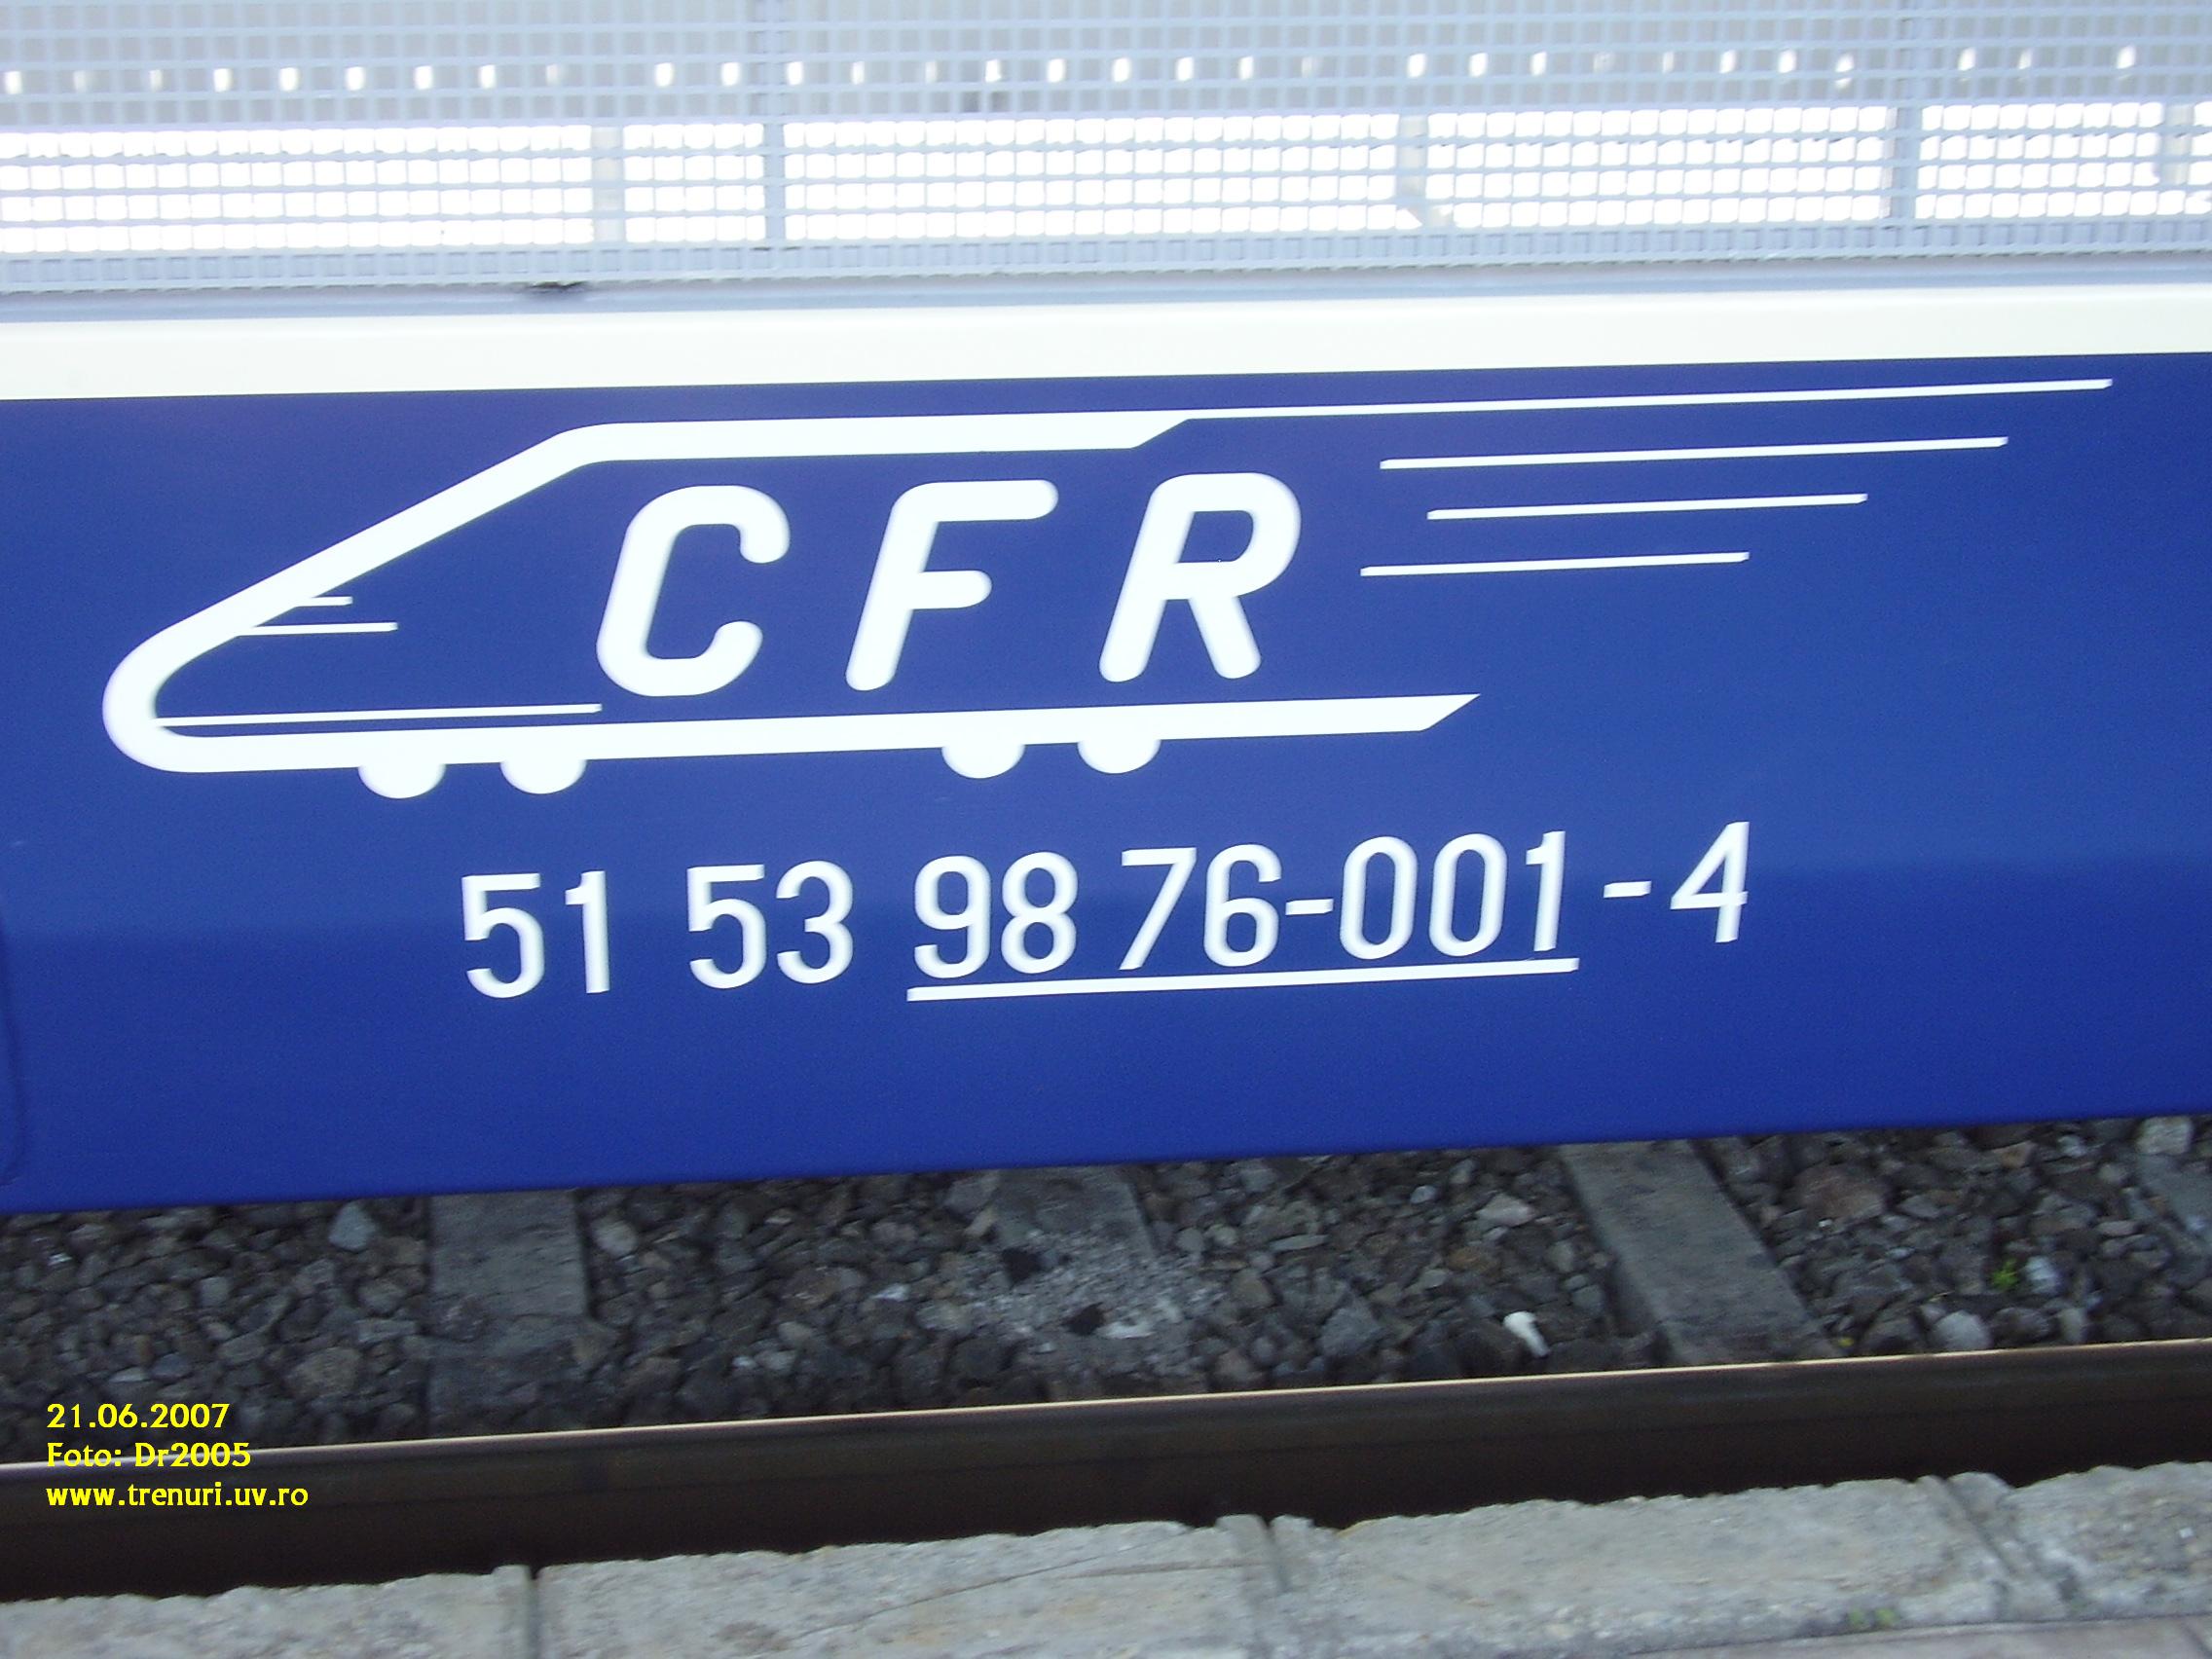 CFR
51 53 98 76-001-4
21.06.2007
Foto: Dr2005
www.trenuri.uv.ro